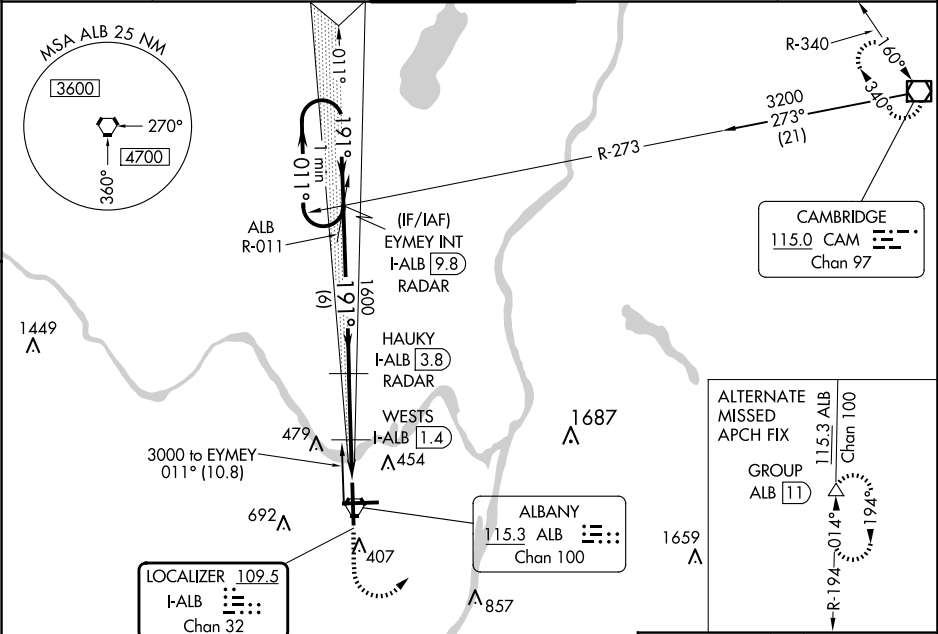 MSA ALB 25 NM
3600
270°
4700
360°
011°
191°
1 min
011°
ALB
R-011
(IF/IAF)
EYMEY INT
I-ALB 9.8
RADAR
R-340
160°
340°
3200
273°
(21)
R-273
CAMBRIDGE
115.0 CAM
Chan 97
1600
191°
(6)
1449
HAUKY
I-ALB 3.8
RADAR
WESTS
I-ALB 1.4
479
454
1687
3000 to EYMEY
011° (10.8)
692
407
ALBANY
115.3 ALB
Chan 100
1659
857
LOCALIZER 109.5
I-ALB
Chan 32
ALTERNATE
MISSED
APCH FIX
115.3 ALB
Chan 100
GROUP
ALB 11
014°
194°
R-194